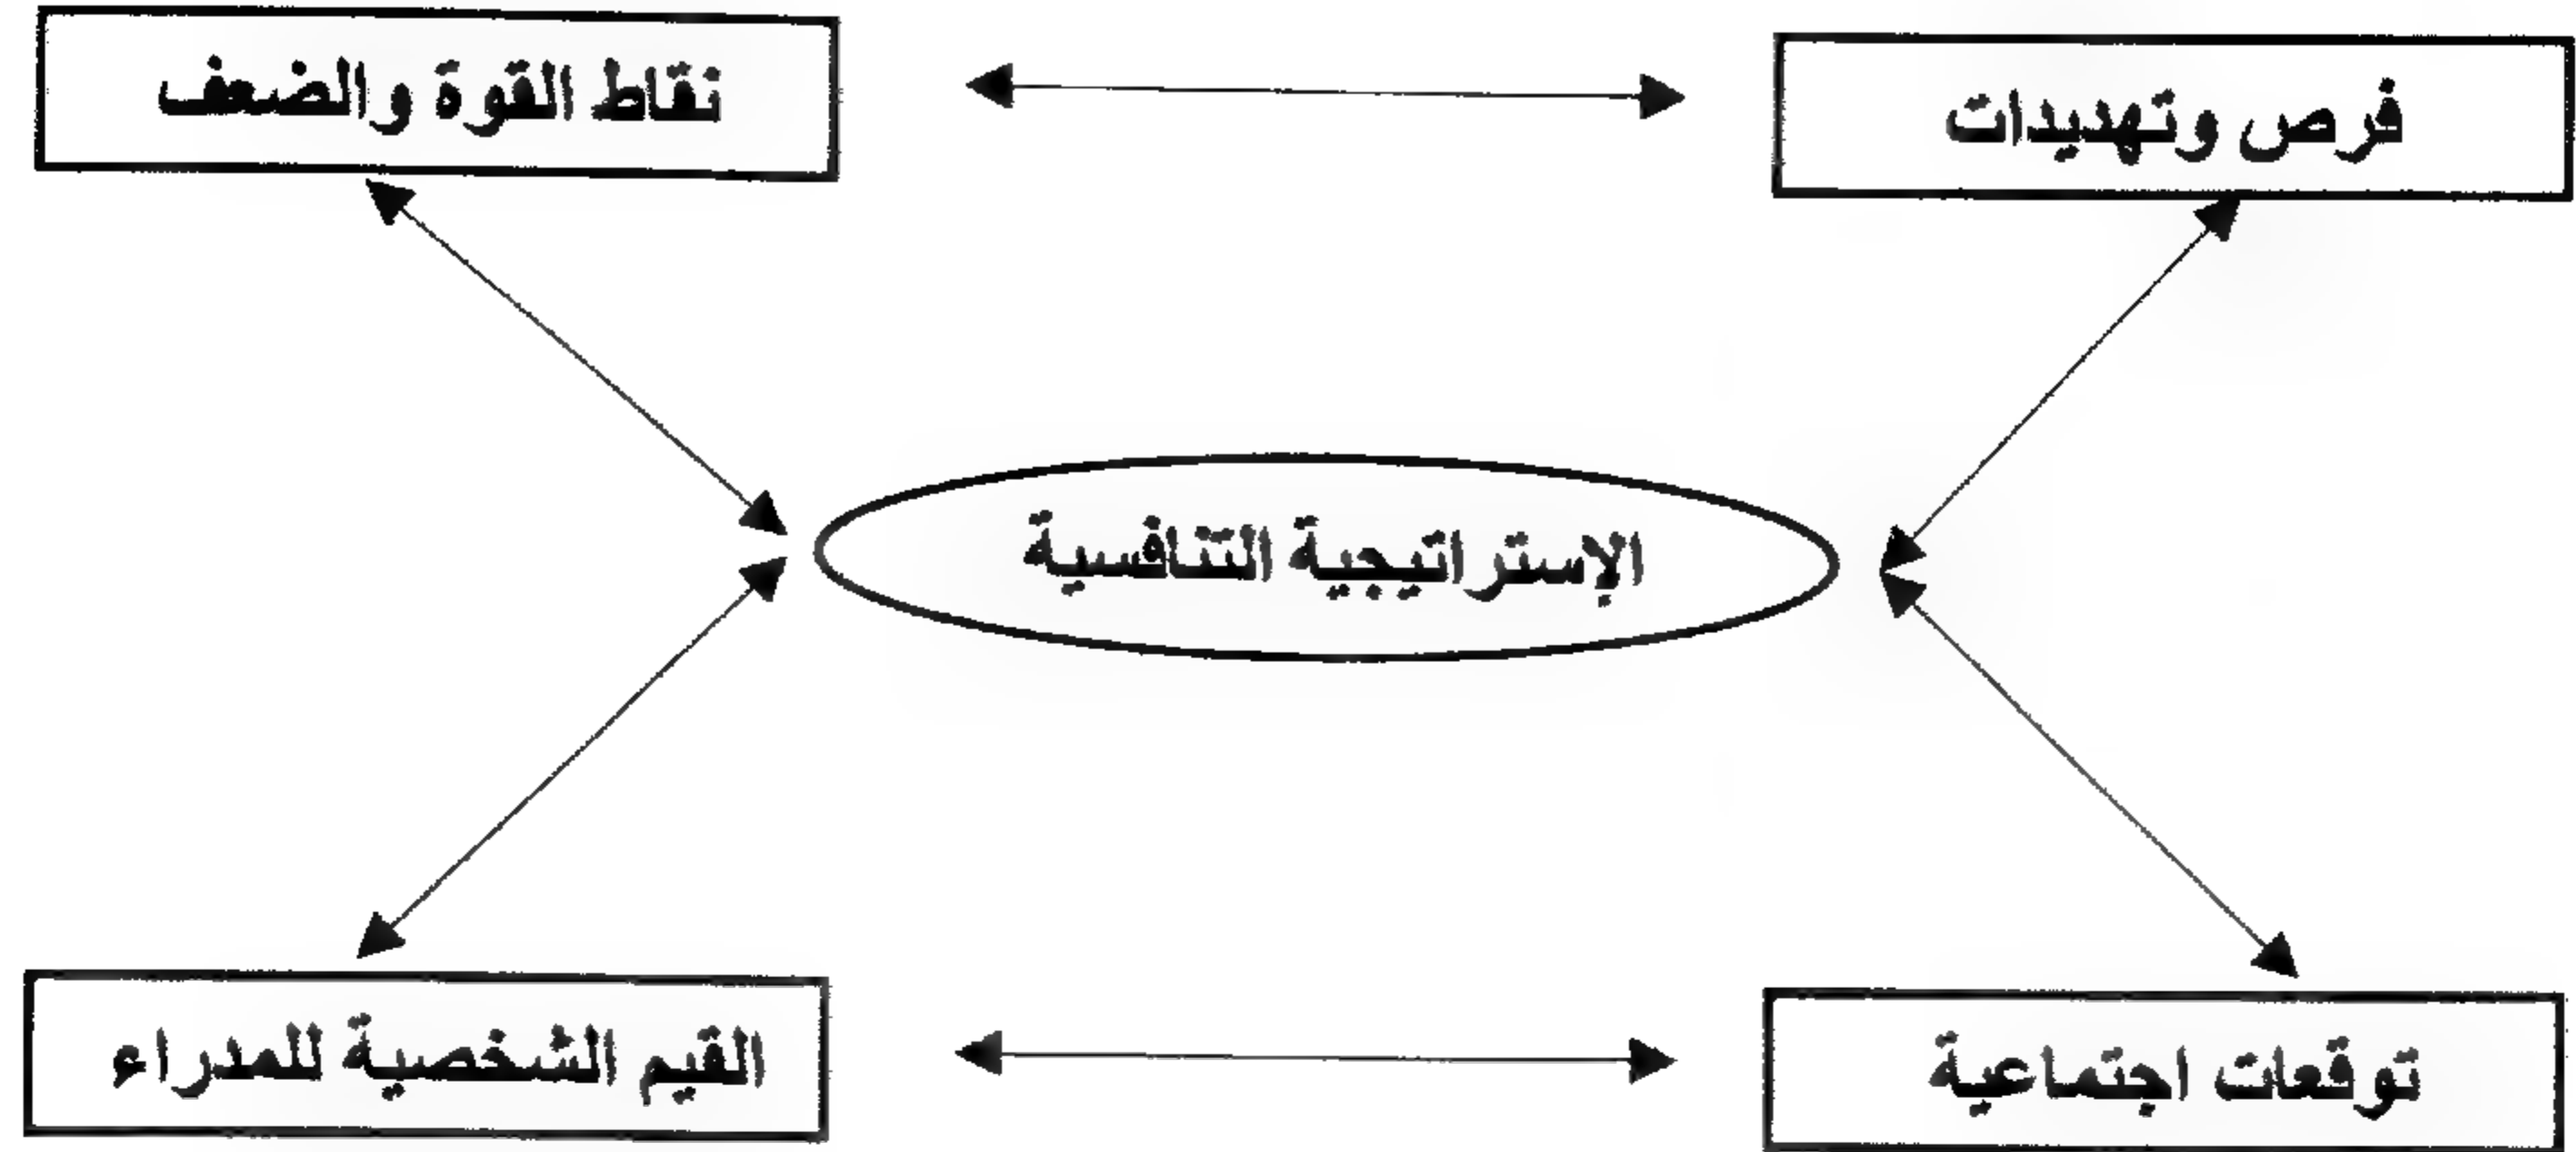 فرص وتهديدات
نقاط القوة والضعف
الإستراتيجية التنافسية
توقعات اجتماعية
القيم الشخصية للمدراء